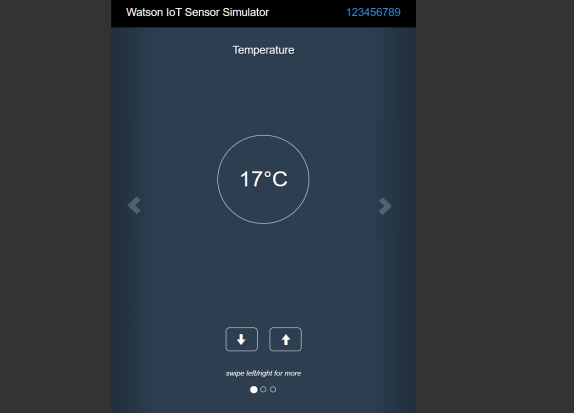 Watson IoT Sensor Simulator 123456789
Temperature
17°C
swipe left/right for more